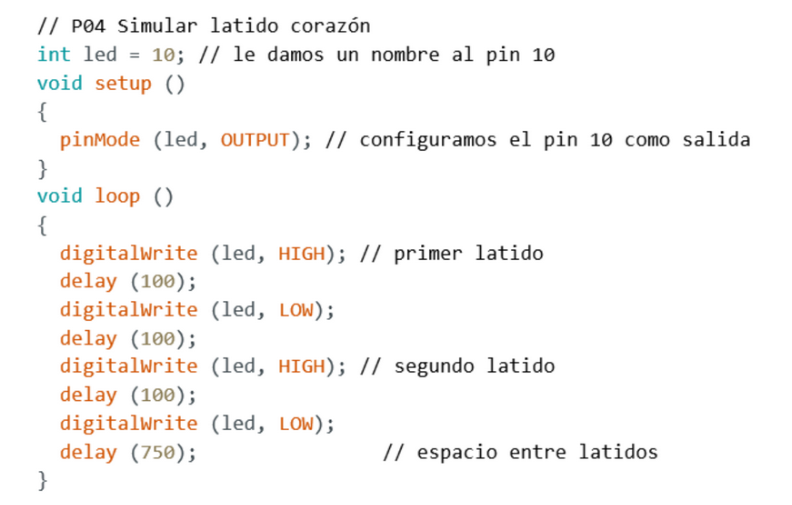 // P04 Simular latido corazón
int led = 10; // le damos un nombre al pin 10
void setup ()
{
  pinMode (led, OUTPUT); // configuramos el pin 10 como salida
}
void loop ()
{
  digitalWrite (led, HIGH); // primer latido
  delay (100);
  digitalWrite (led, LOW);
  delay (100);
  digitalWrite (led, HIGH); // segundo latido
  delay (100);
  digitalWrite (led, LOW);
  delay (750);                // espacio entre latidos
}